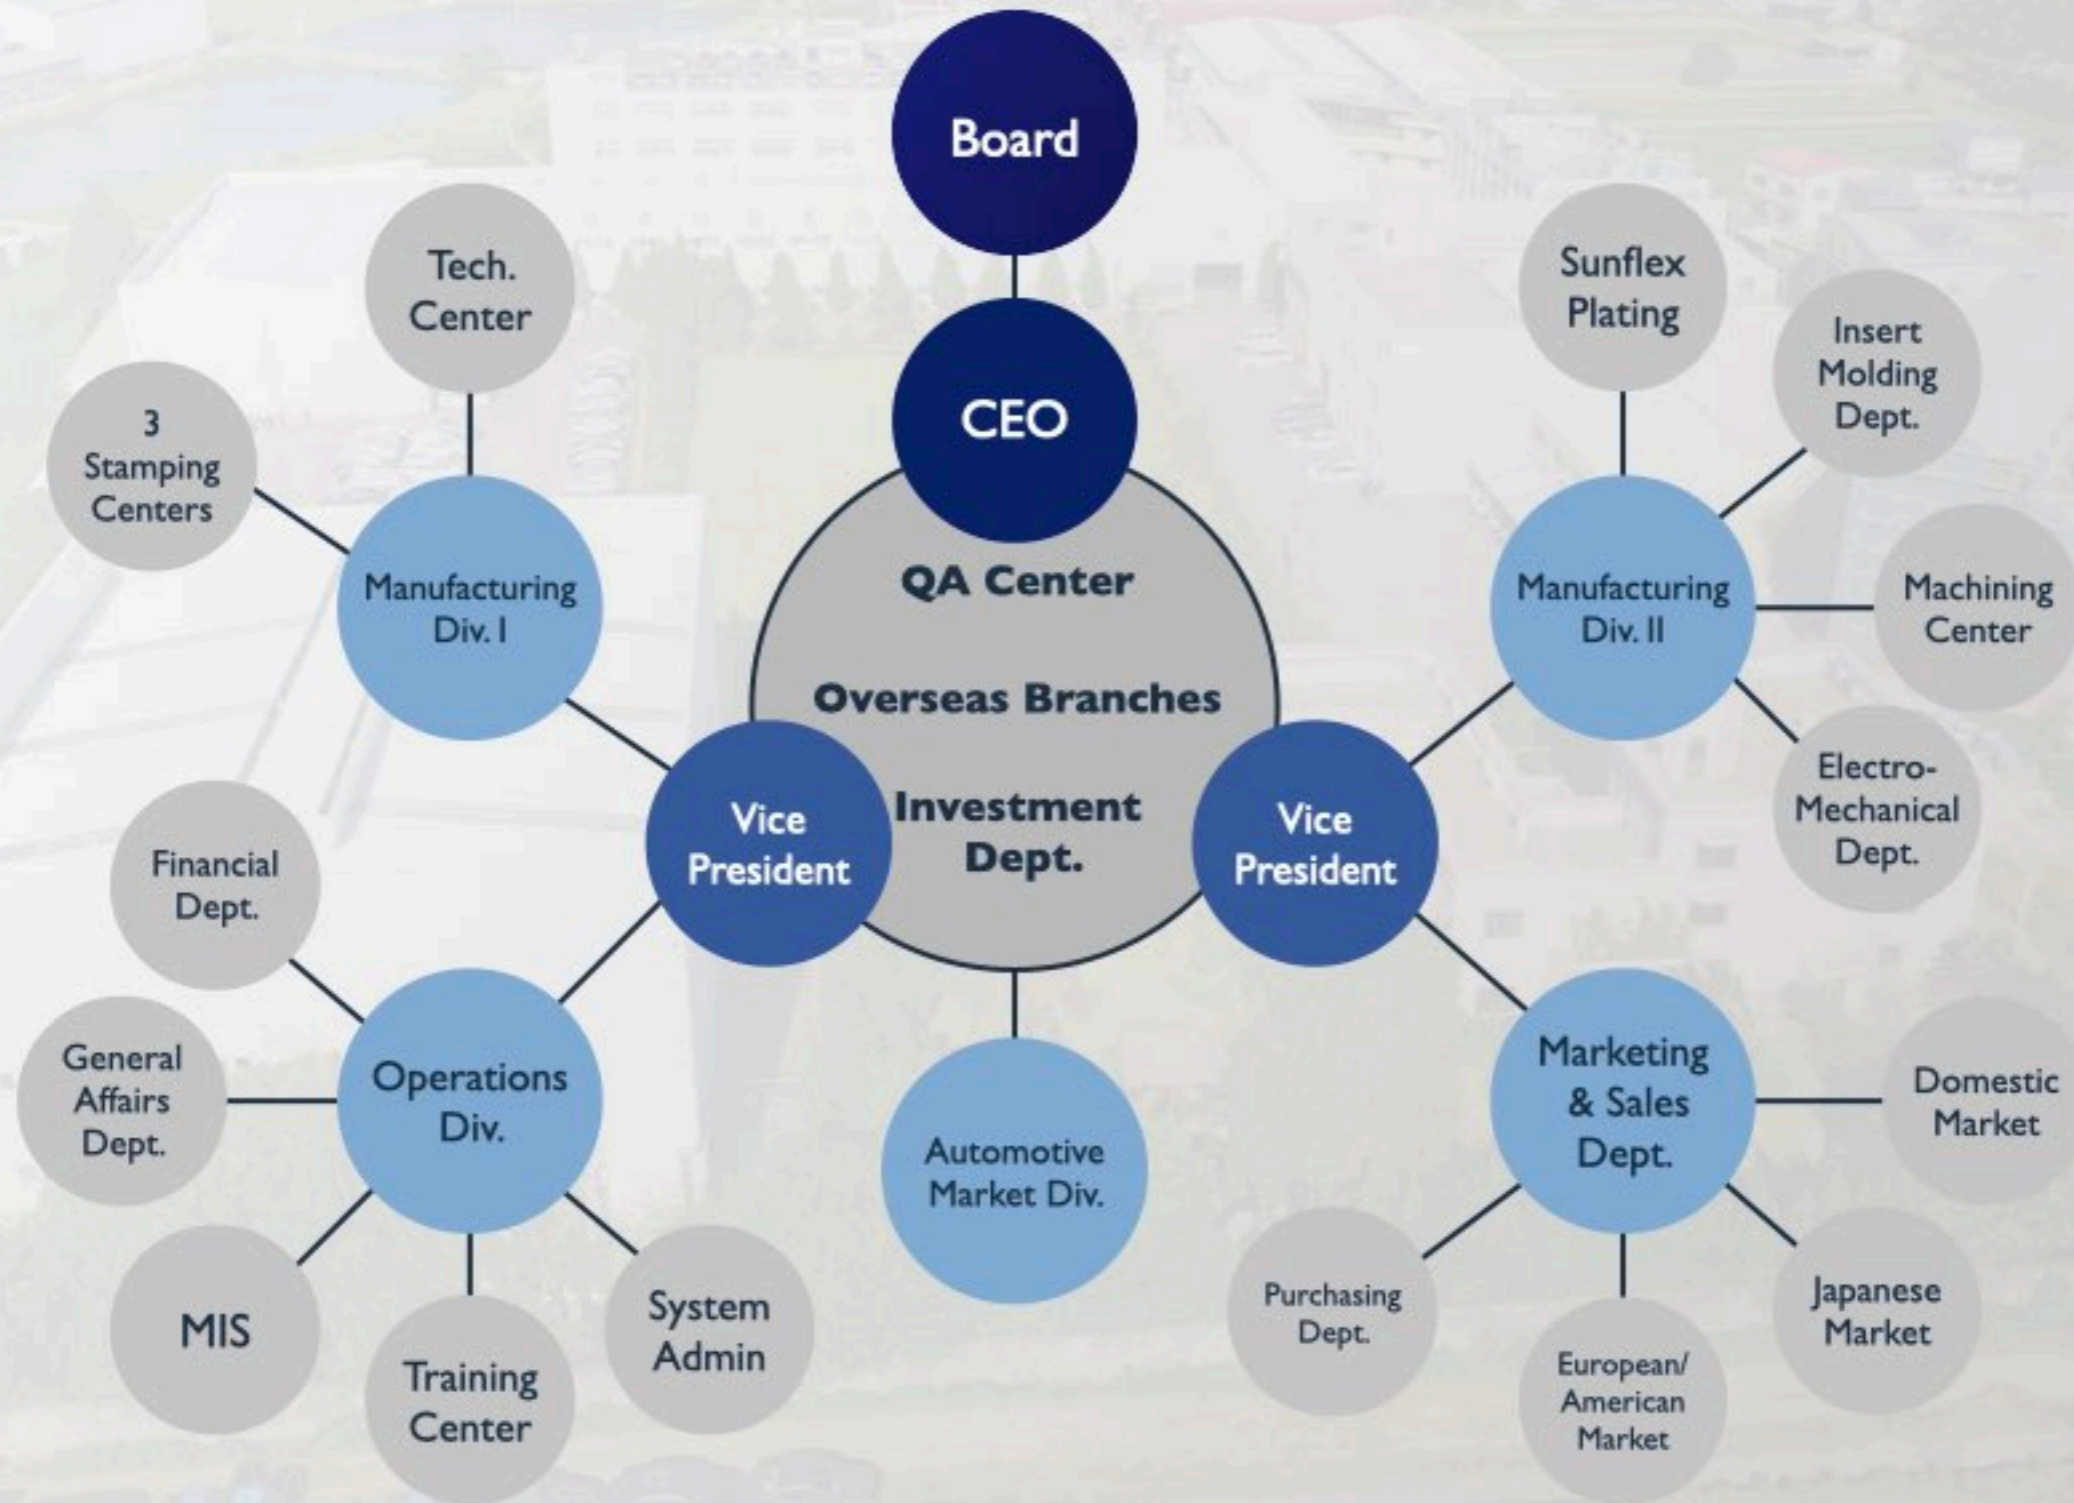 Board
CEO
QA Center
Overseas Branches
Investment
Dept.
Vice
President
Vice
President
Tech.
Center
3
Stamping
Centers
Manufacturing
Div. I
Financial
Dept.
General
Affairs
Dept.
Operations
Div.
MIS
Training
Center
System
Admin
Automotive
Market Div.
Sunflex
Plating
Insert
Molding
Dept.
Manufacturing
Div. II
Machining
Center
Electro-
Mechanical
Dept.
Marketing
& Sales
Dept.
Domestic
Market
Japanese
Market
European/
American
Market
Purchasing
Dept.